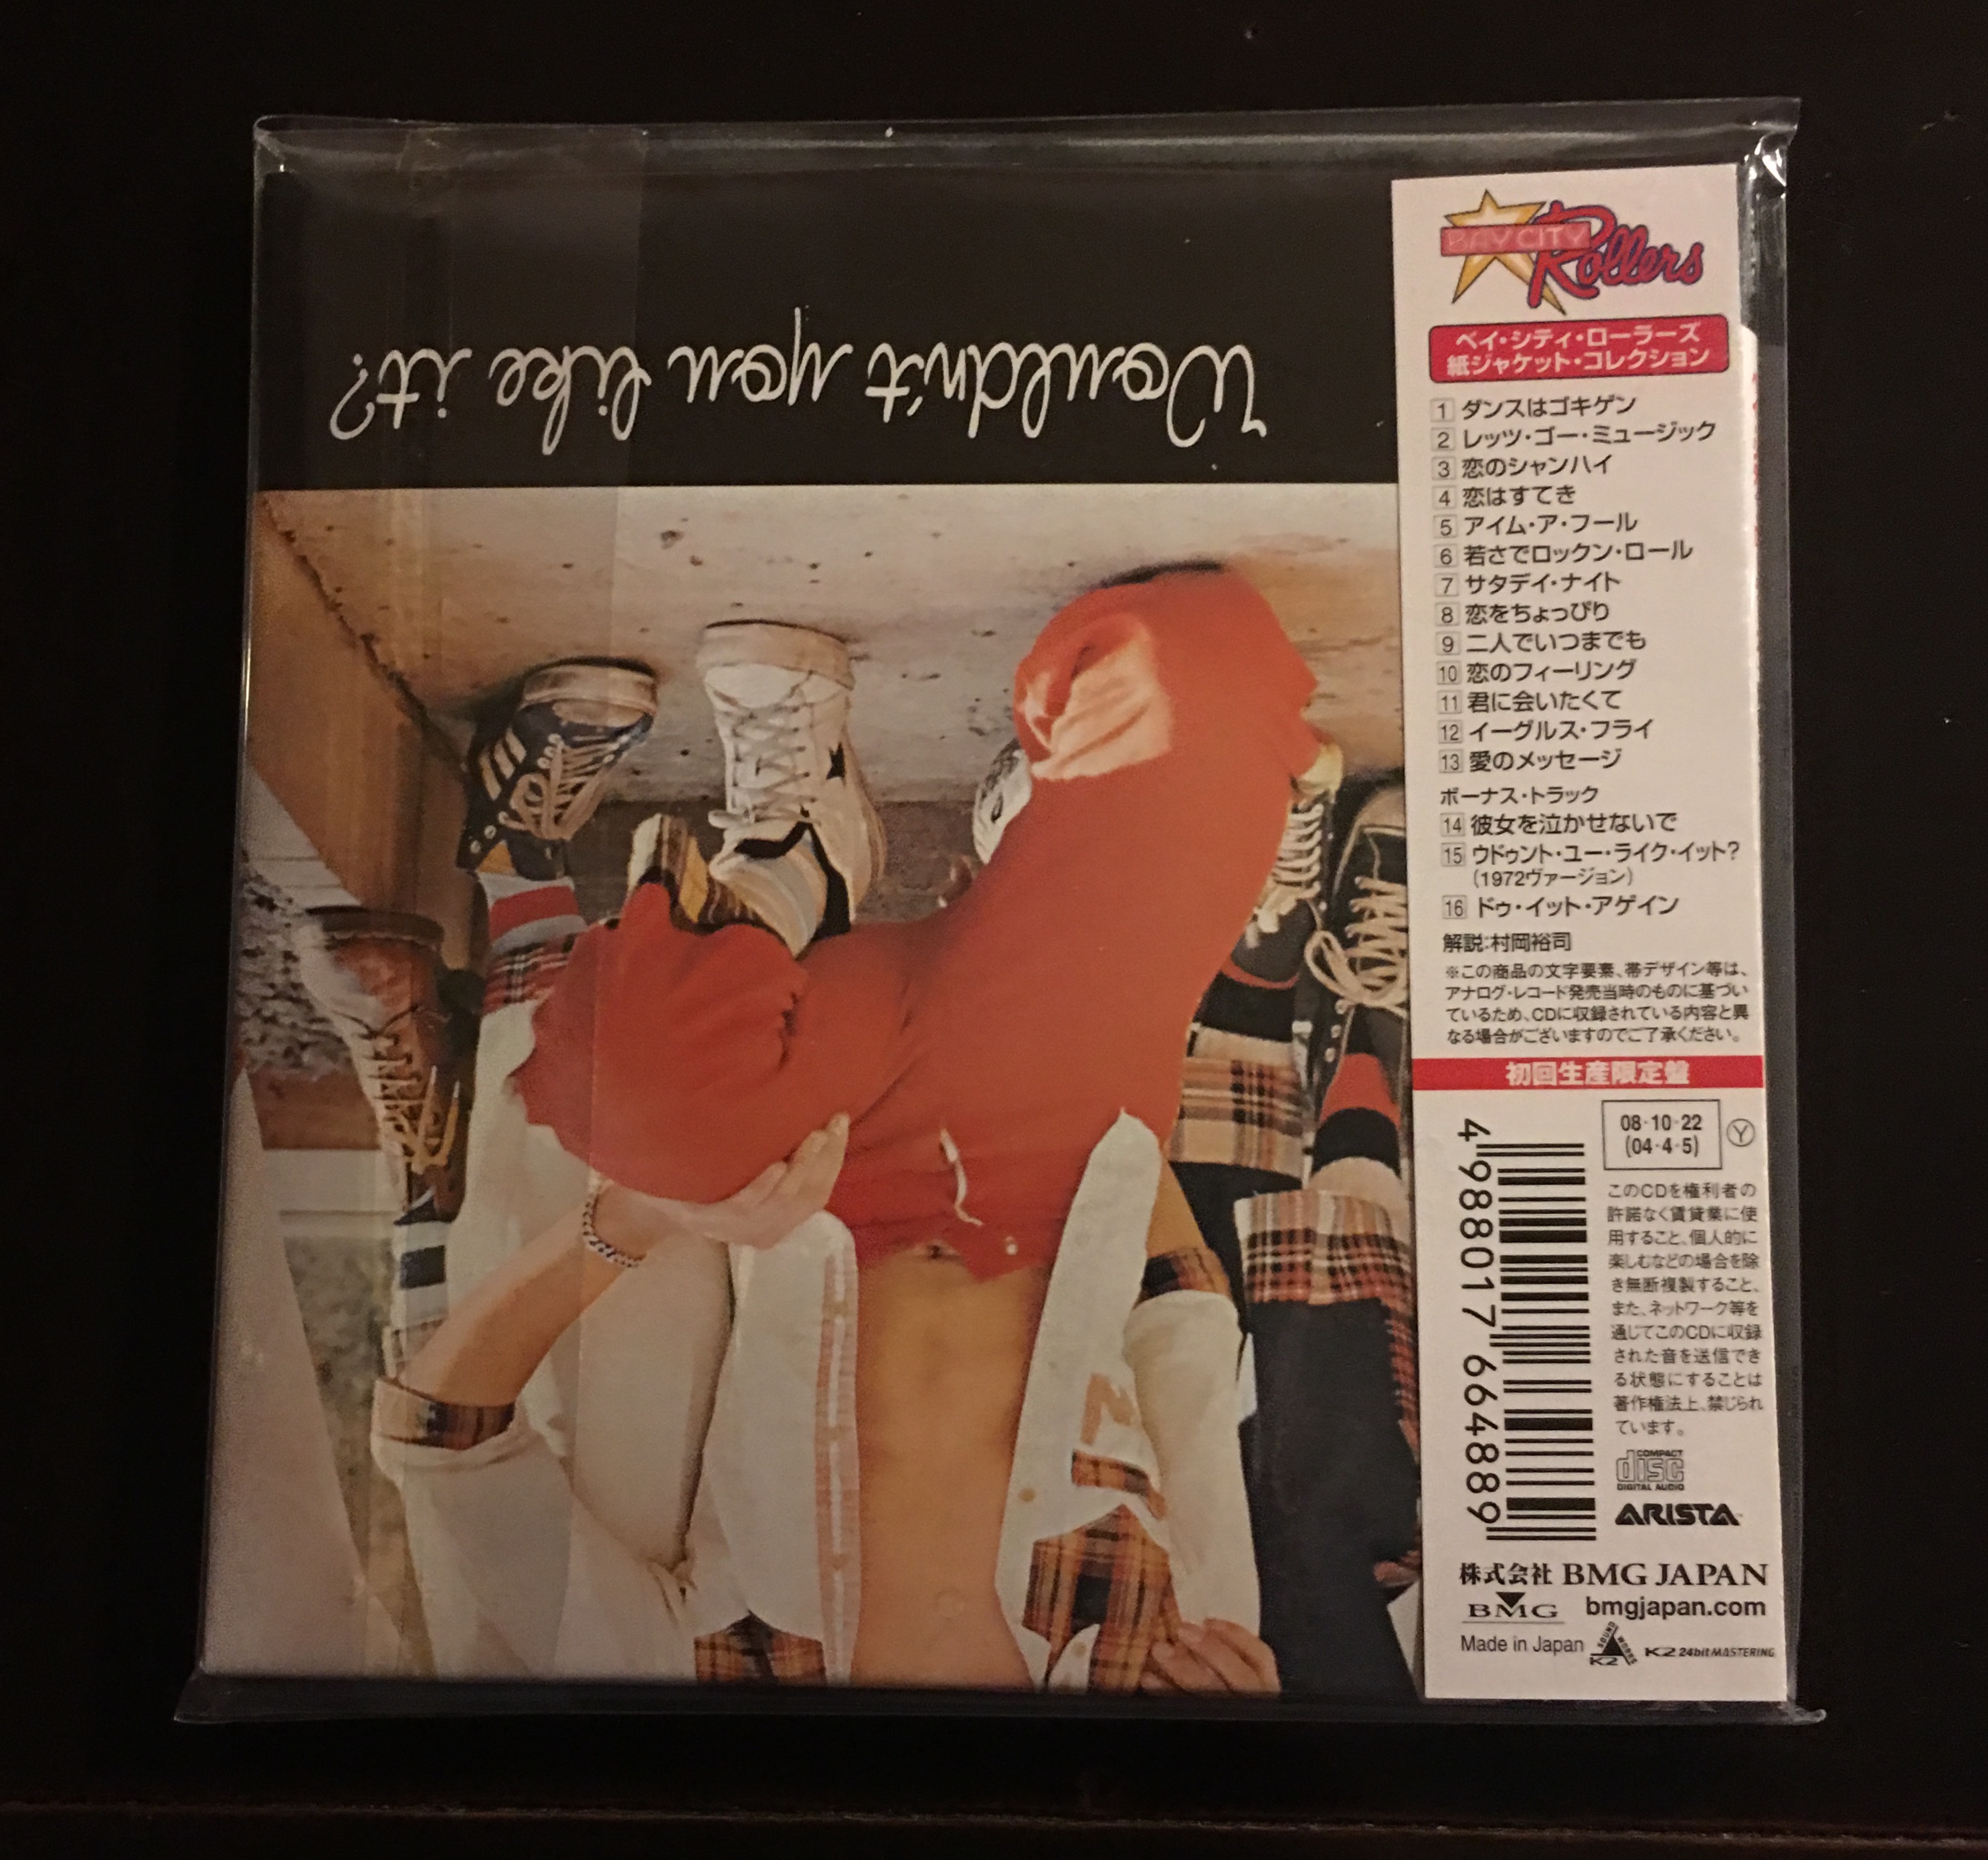 Wouldn't you like it?
BAY CITY
Rollers
ベイ・シティ・ローラーズ
紙ジャケット・コレクション
1 ダンスはゴキゲン
2 レッツ・ゴー・ミュージック
3 恋のシャンハイ
4 恋はすてき
5 アイム・ア・フール
6 若さでロックン・ロール
7 サタデイ・ナイト
8 恋をちょっぴり
9 二人でいつまでも
10 恋のフィーリング
11 君に会いたくて
12 イーグルス・フライ
13 愛のメッセージ
ボーナス・トラック
14 彼女を泣かせないで
15 ウドゥント・ユー・ライク・イット?
(1972ヴァージョン)
16 ドゥ・イット・アゲイン
解説:村岡裕司
※この商品の文字要素、帯デザイン等は、
アナログ・レコード発売当時のものに基づい
ているため、CDに収録されている内容と異
なる場合がございますのでご了承ください。
初回生産限定盤
08・10・22
(04・4・5)
Y
4988017664889
このCDを権利者の
許諾なく賃貸業に使
用すること、個人的に
楽しむなどの場合を除
き無断複製すること、
また、ネットワーク等を
通じてこのCDに収録
された音を送信でき
る状態にすることは
著作権法上、禁じられ
ています。
COMPACT
disc
DIGITAL AUDIO
ARISTA
株式会社 BMG JAPAN
BMG bmgjapan.com
Made in Japan
SOUND WORKS
K2
K2 24bit MASTERING